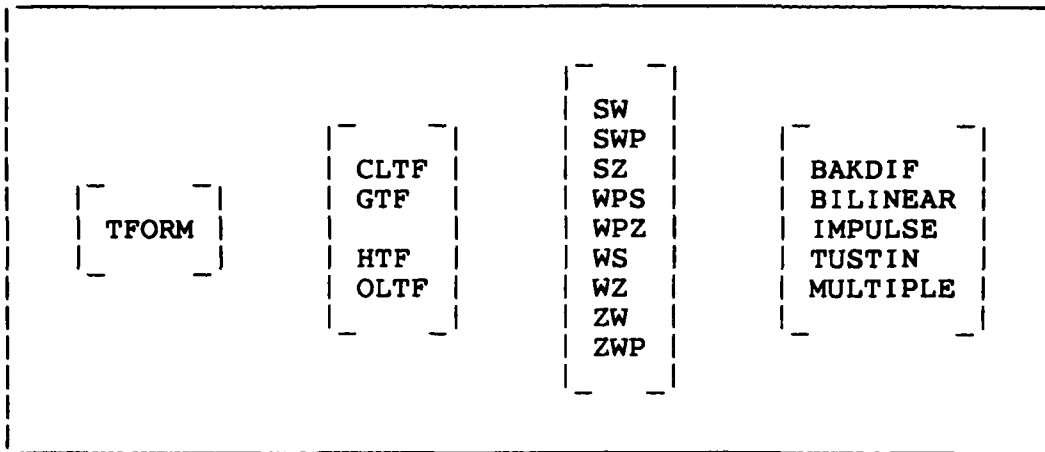 TFORM
CLTF
GTF
HTF
OLTF
SW
SWP
SZ
WPS
WPZ
WS
WZ
ZW
ZWP
BAKDIF
BILINEAR
IMPULSE
TUSTIN
MULTIPLE